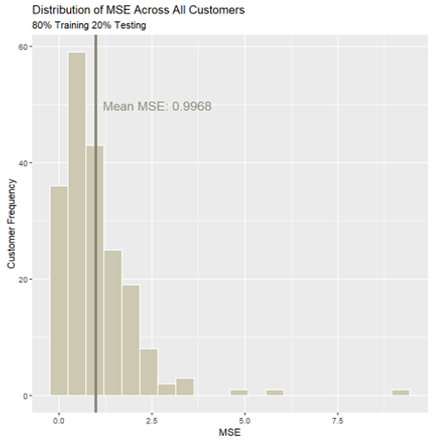 Distribution of MSE Across All Customers
80% Training 20% Testing
60
Mean MSE: 0.9968
40
Customer Frequency
20
0
0.0 2.5 5.0 7.5
MSE